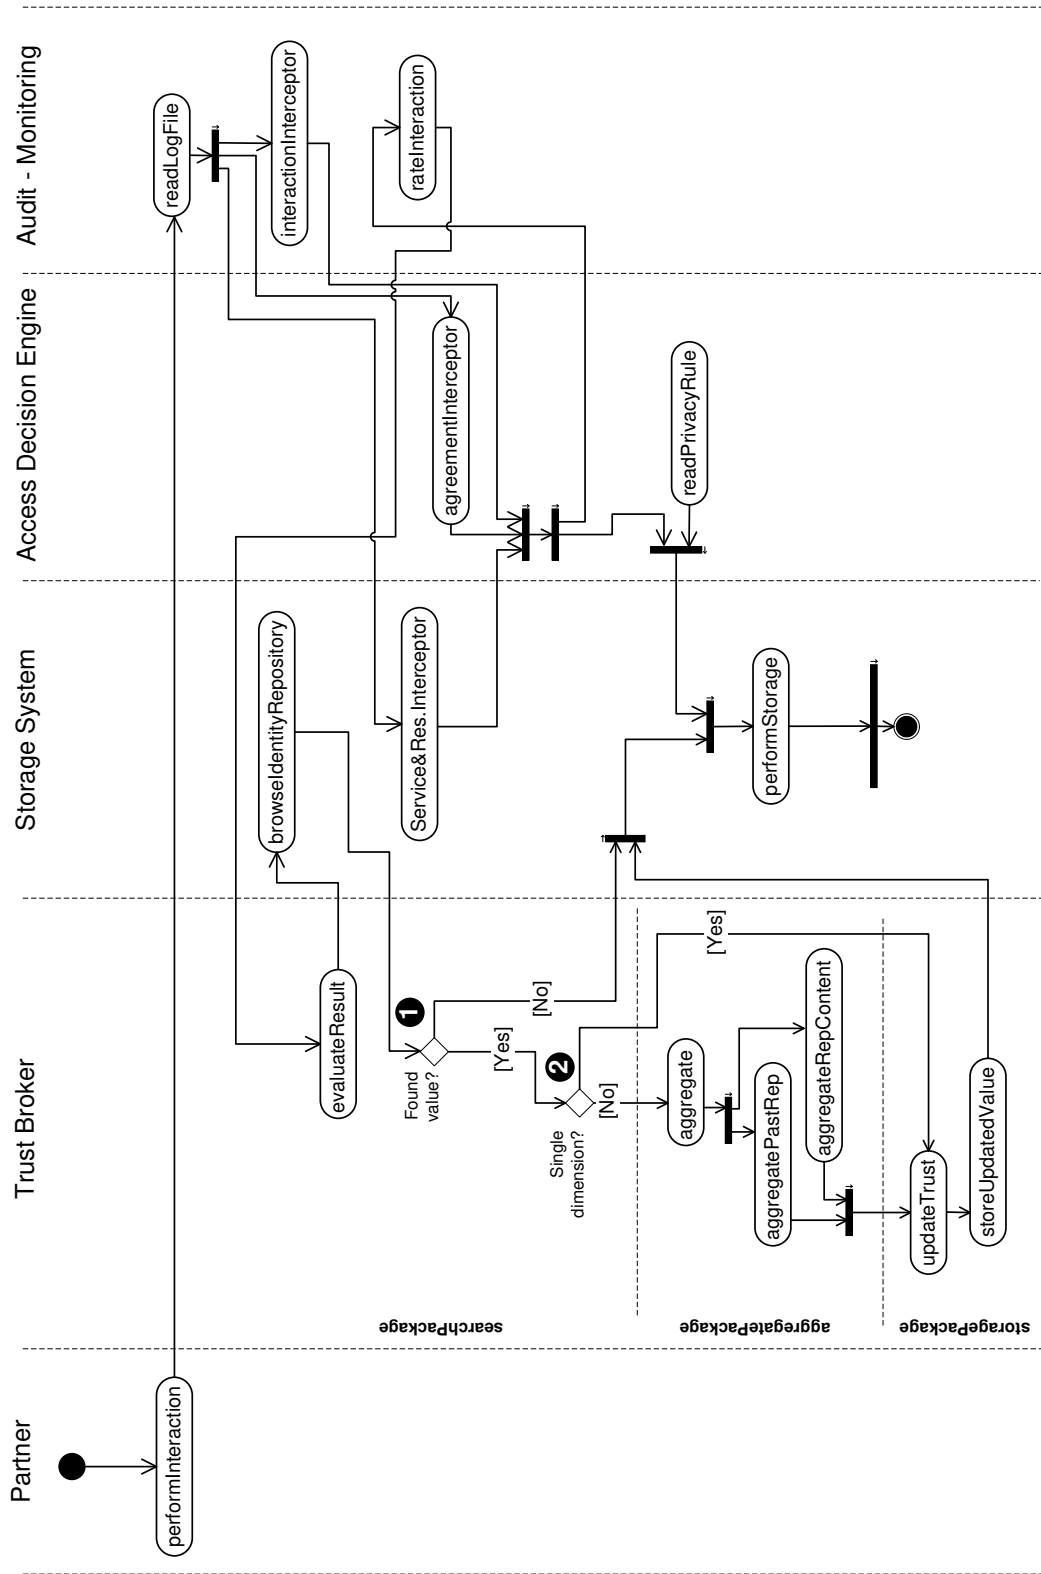 Partner
Trust Broker
Storage System
Access Decision Engine
Audit - Monitoring
performInteraction
readLogFile
interactionInterceptor
rateInteraction
agreementInterceptor
readPrivacyRule
browseIdentityRepository
Service&Res.Interceptor
performStorage
evaluateResult
1
Found
value?
[Yes]
[No]
2
Single
dimension?
[No]
[Yes]
aggregate
aggregatePastRep
aggregateRepContent
updateTrust
storeUpdatedValue
searchPackage
aggregatePackage
storagePackage